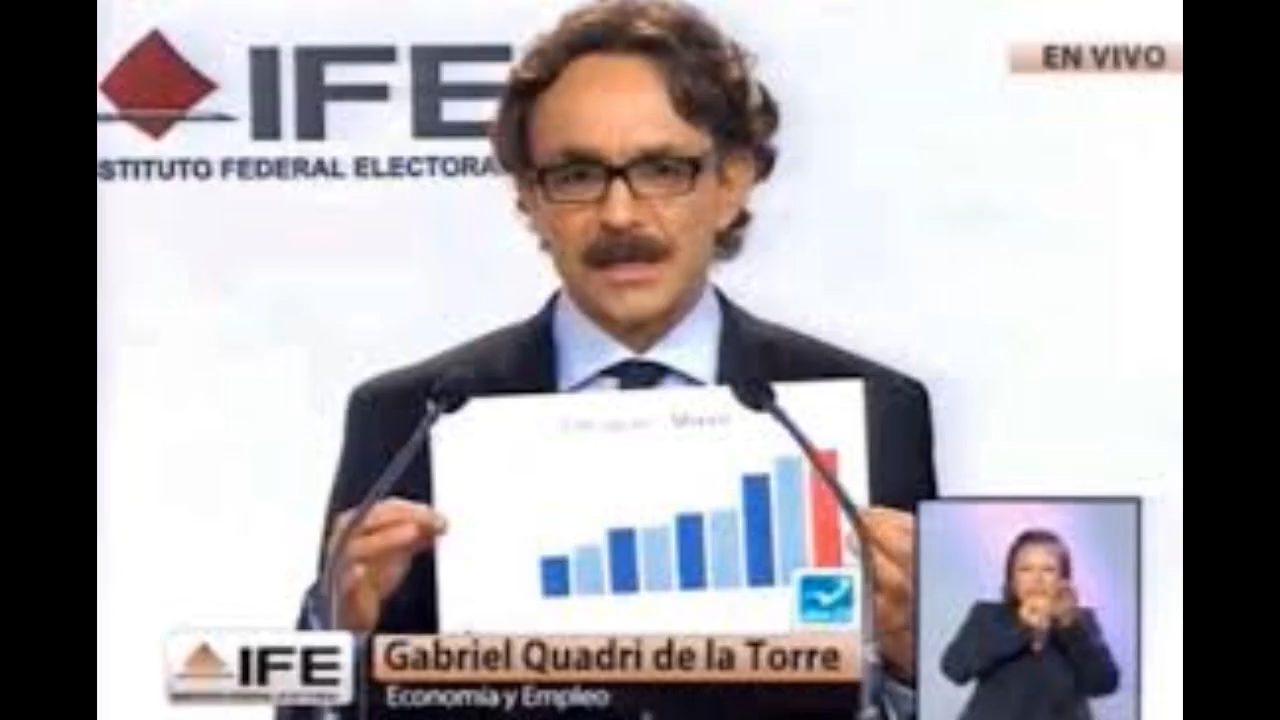 IFE
STITUTO FEDERAL ELECTORA
EN VIVO
IFE
Gabriel Quadri de la Torre
Economía y Empleo